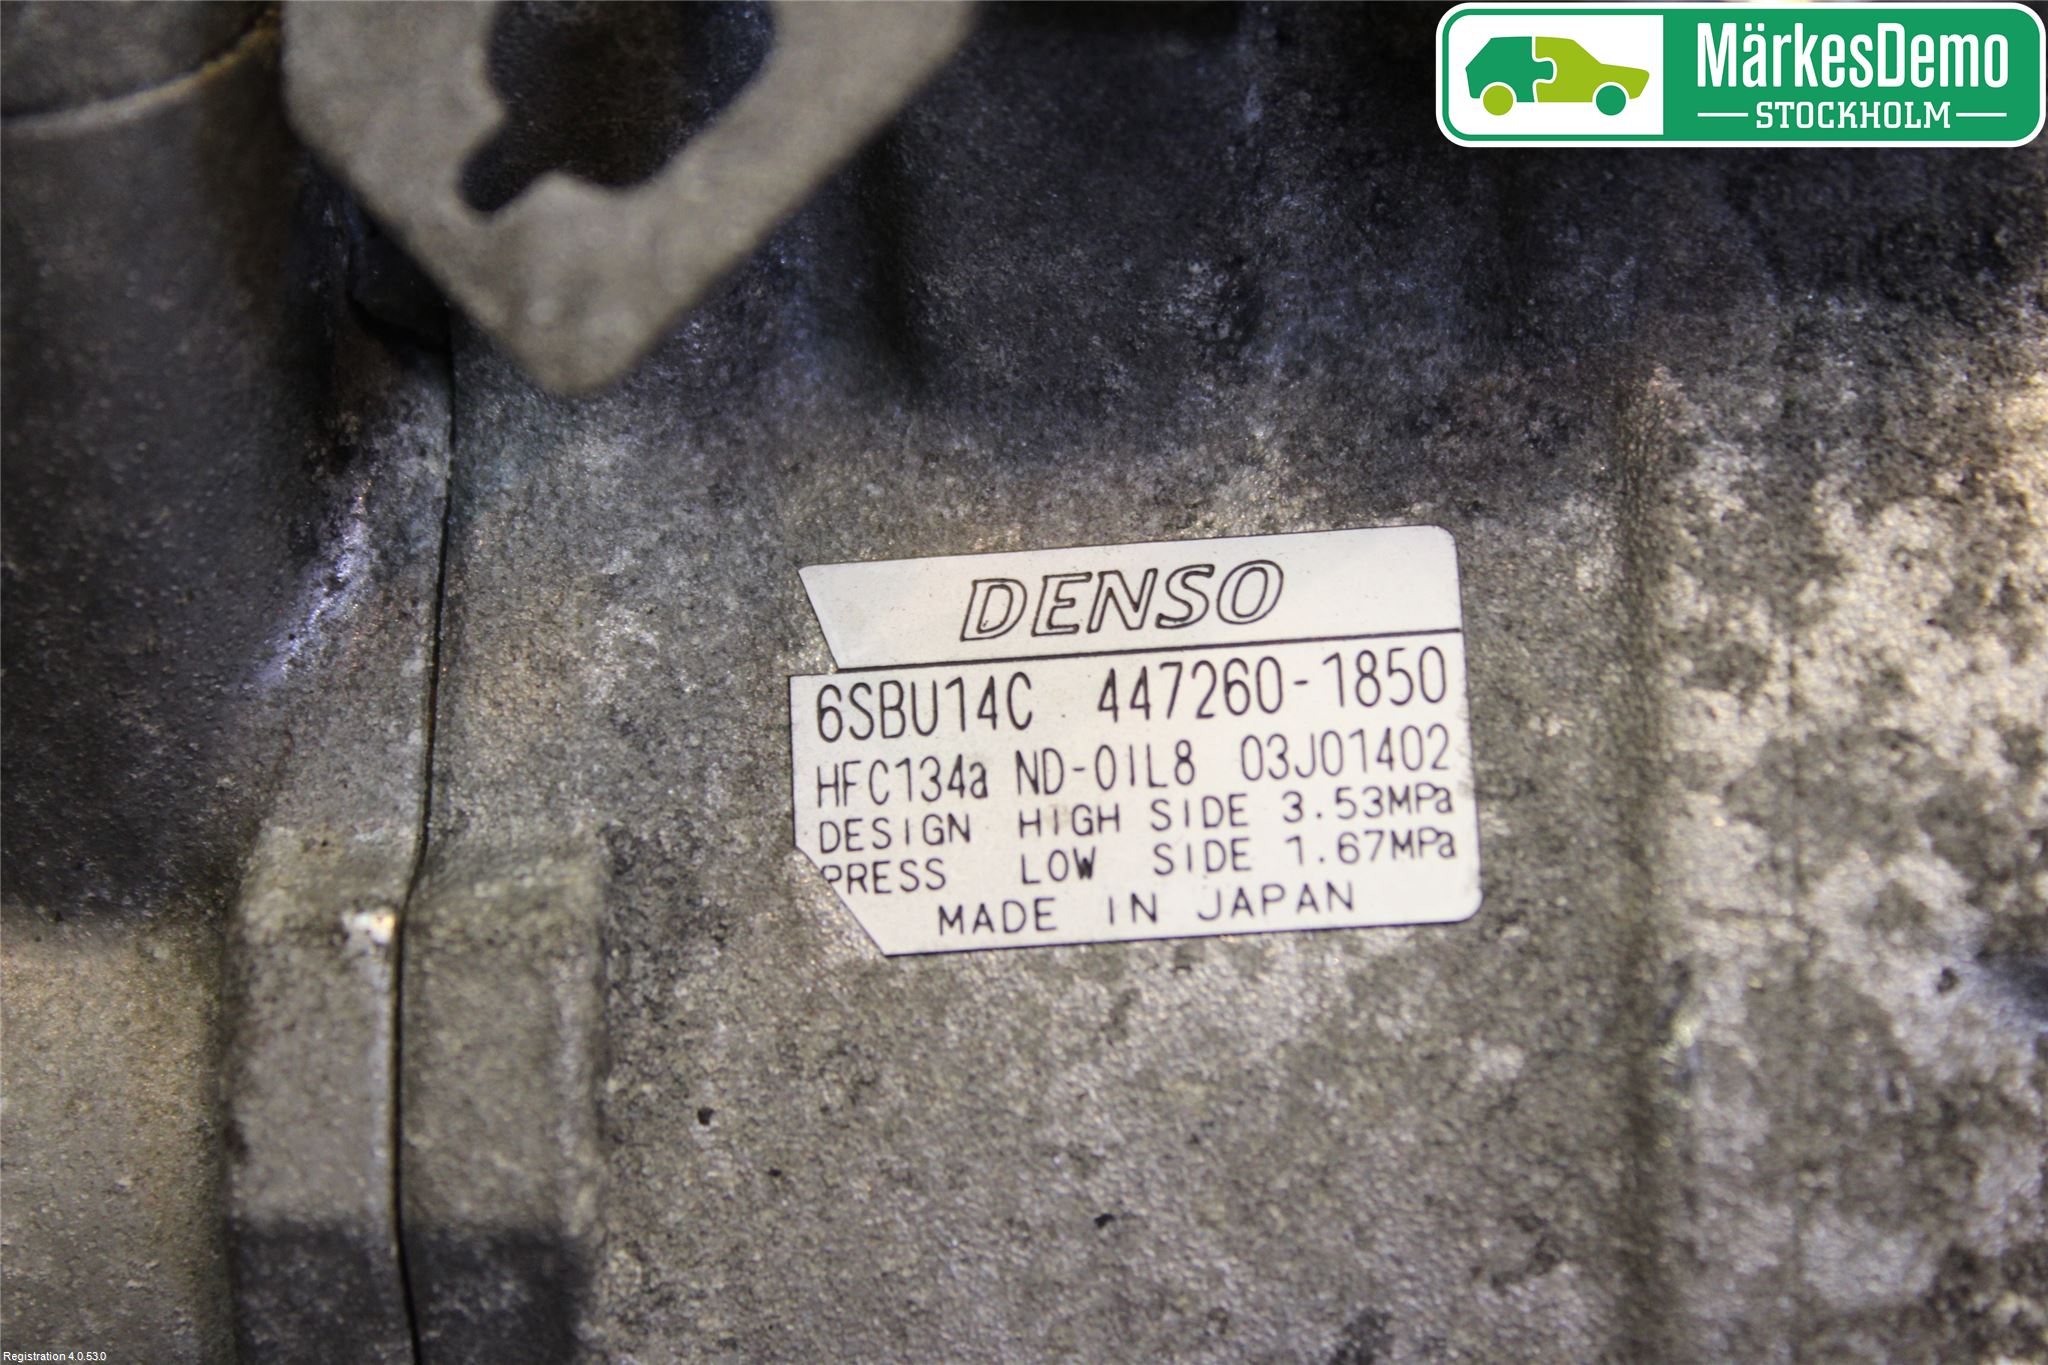 MärkesDemo
STOCKHOLM
DENSO
6SBU14C 447260-1850
HFC134a ND-OIL8 03J01402
DESIGN HIGH SIDE 3.53MPa
PRESS LOW SIDE 1.67MPa
MADE IN JAPAN
Registration 4.0.53.0